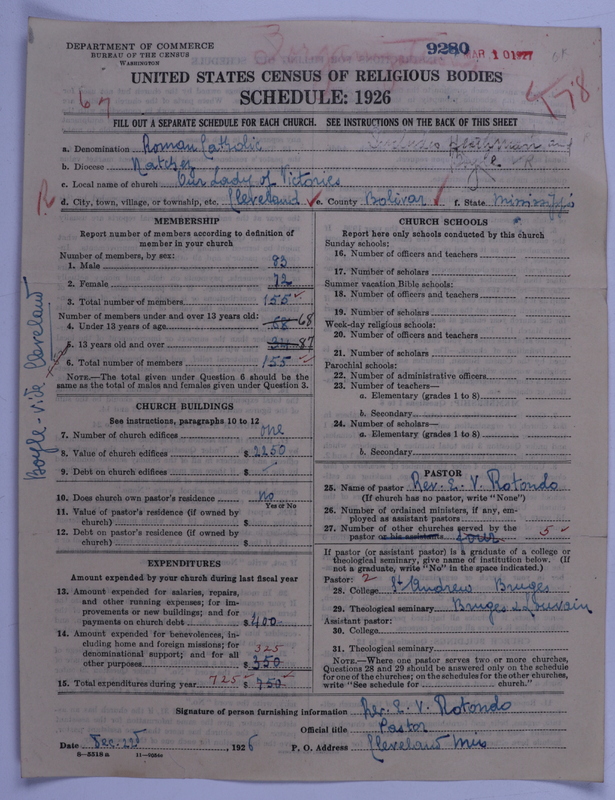 DEPARTMENT OF COMMERCE
BUREAU OF THE CENSUS
WASHINGTON
9280
MAR 10 1927
UNITED STATES CENSUS OF RELIGIOUS BODIES
SCHEDULE: 1926
67
FILL OUT A SEPARATE SCHEDULE FOR EACH CHURCH. SEE INSTRUCTIONS ON THE BACK OF THIS SHEET
a. Denomination Roman Catholic
b. Diocese Natchez
c. Local name of church Our Lady of Victories
d. City, town, village, or township, etc. Cleveland e. County Bolivar f. State Mississippi
Boyle-vide Cleveland
MEMBERSHIP
Report number of members according to definition of
member in your church
Number of members, by sex:
1. Male 83
2. Female 72
3. Total number of members 155
Number of members under and over 13 years old:
4. Under 13 years of age 68
5. 13 years old and over 87
6. Total number of members 155
NOTE.—The total given under Question 6 should be the
same as the total of males and females given under Question 3.
CHURCH BUILDINGS
See instructions, paragraphs 10 to 12
7. Number of church edifices one
8. Value of church edifices $ 2250
9. Debt on church edifices $
10. Does church own pastor's residence no
Yes or No
11. Value of pastor's residence (if owned by
church) $
12. Debt on pastor's residence (if owned by
church) $
EXPENDITURES
Amount expended by your church during last fiscal year
13. Amount expended for salaries, repairs,
and other running expenses; for im-
provements or new buildings; and for
payments on church debt $ 400
14. Amount expended for benevolences, in-
cluding home and foreign missions; for
denominational support; and for all 325
other purposes $ 350
15. Total expenditures during year 725 $ 750
CHURCH SCHOOLS
Report here only schools conducted by this church
Sunday schools:
16. Number of officers and teachers
17. Number of scholars
Summer vacation Bible schools:
18. Number of officers and teachers
19. Number of scholars
Week-day religious schools:
20. Number of officers and teachers
21. Number of scholars
Parochial schools:
22. Number of administrative officers
23. Number of teachers—
a. Elementary (grades 1 to 8)
b. Secondary
24. Number of scholars—
a. Elementary (grades 1 to 8)
b. Secondary
PASTOR
25. Name of pastor Rev. E. V. Rotondo
(If church has no pastor, write "None")
26. Number of ordained ministers, if any, em-
ployed as assistant pastors
27. Number of other churches served by the 5
pastor or his assistants four
If pastor (or assistant pastor) is a graduate of a college or
theological seminary, give name of institution below. (If
not a graduate, write "No" in the space indicated.)
Pastor: 2
28. College St Andrew Bruges
29. Theological seminary Bruges & Louvain
Assistant pastor:
30. College
31. Theological seminary
NOTE.—Where one pastor serves two or more churches,
Questions 28 and 29 should be answered only on the schedule
for one of the churches; on the schedules for the other churches,
write "See schedule for church."
Signature of person furnishing information Rev. E. V. Rotondo
Official title Pastor
Date Dec. 22, 1926 P. O. Address Cleveland Miss
8—5518a